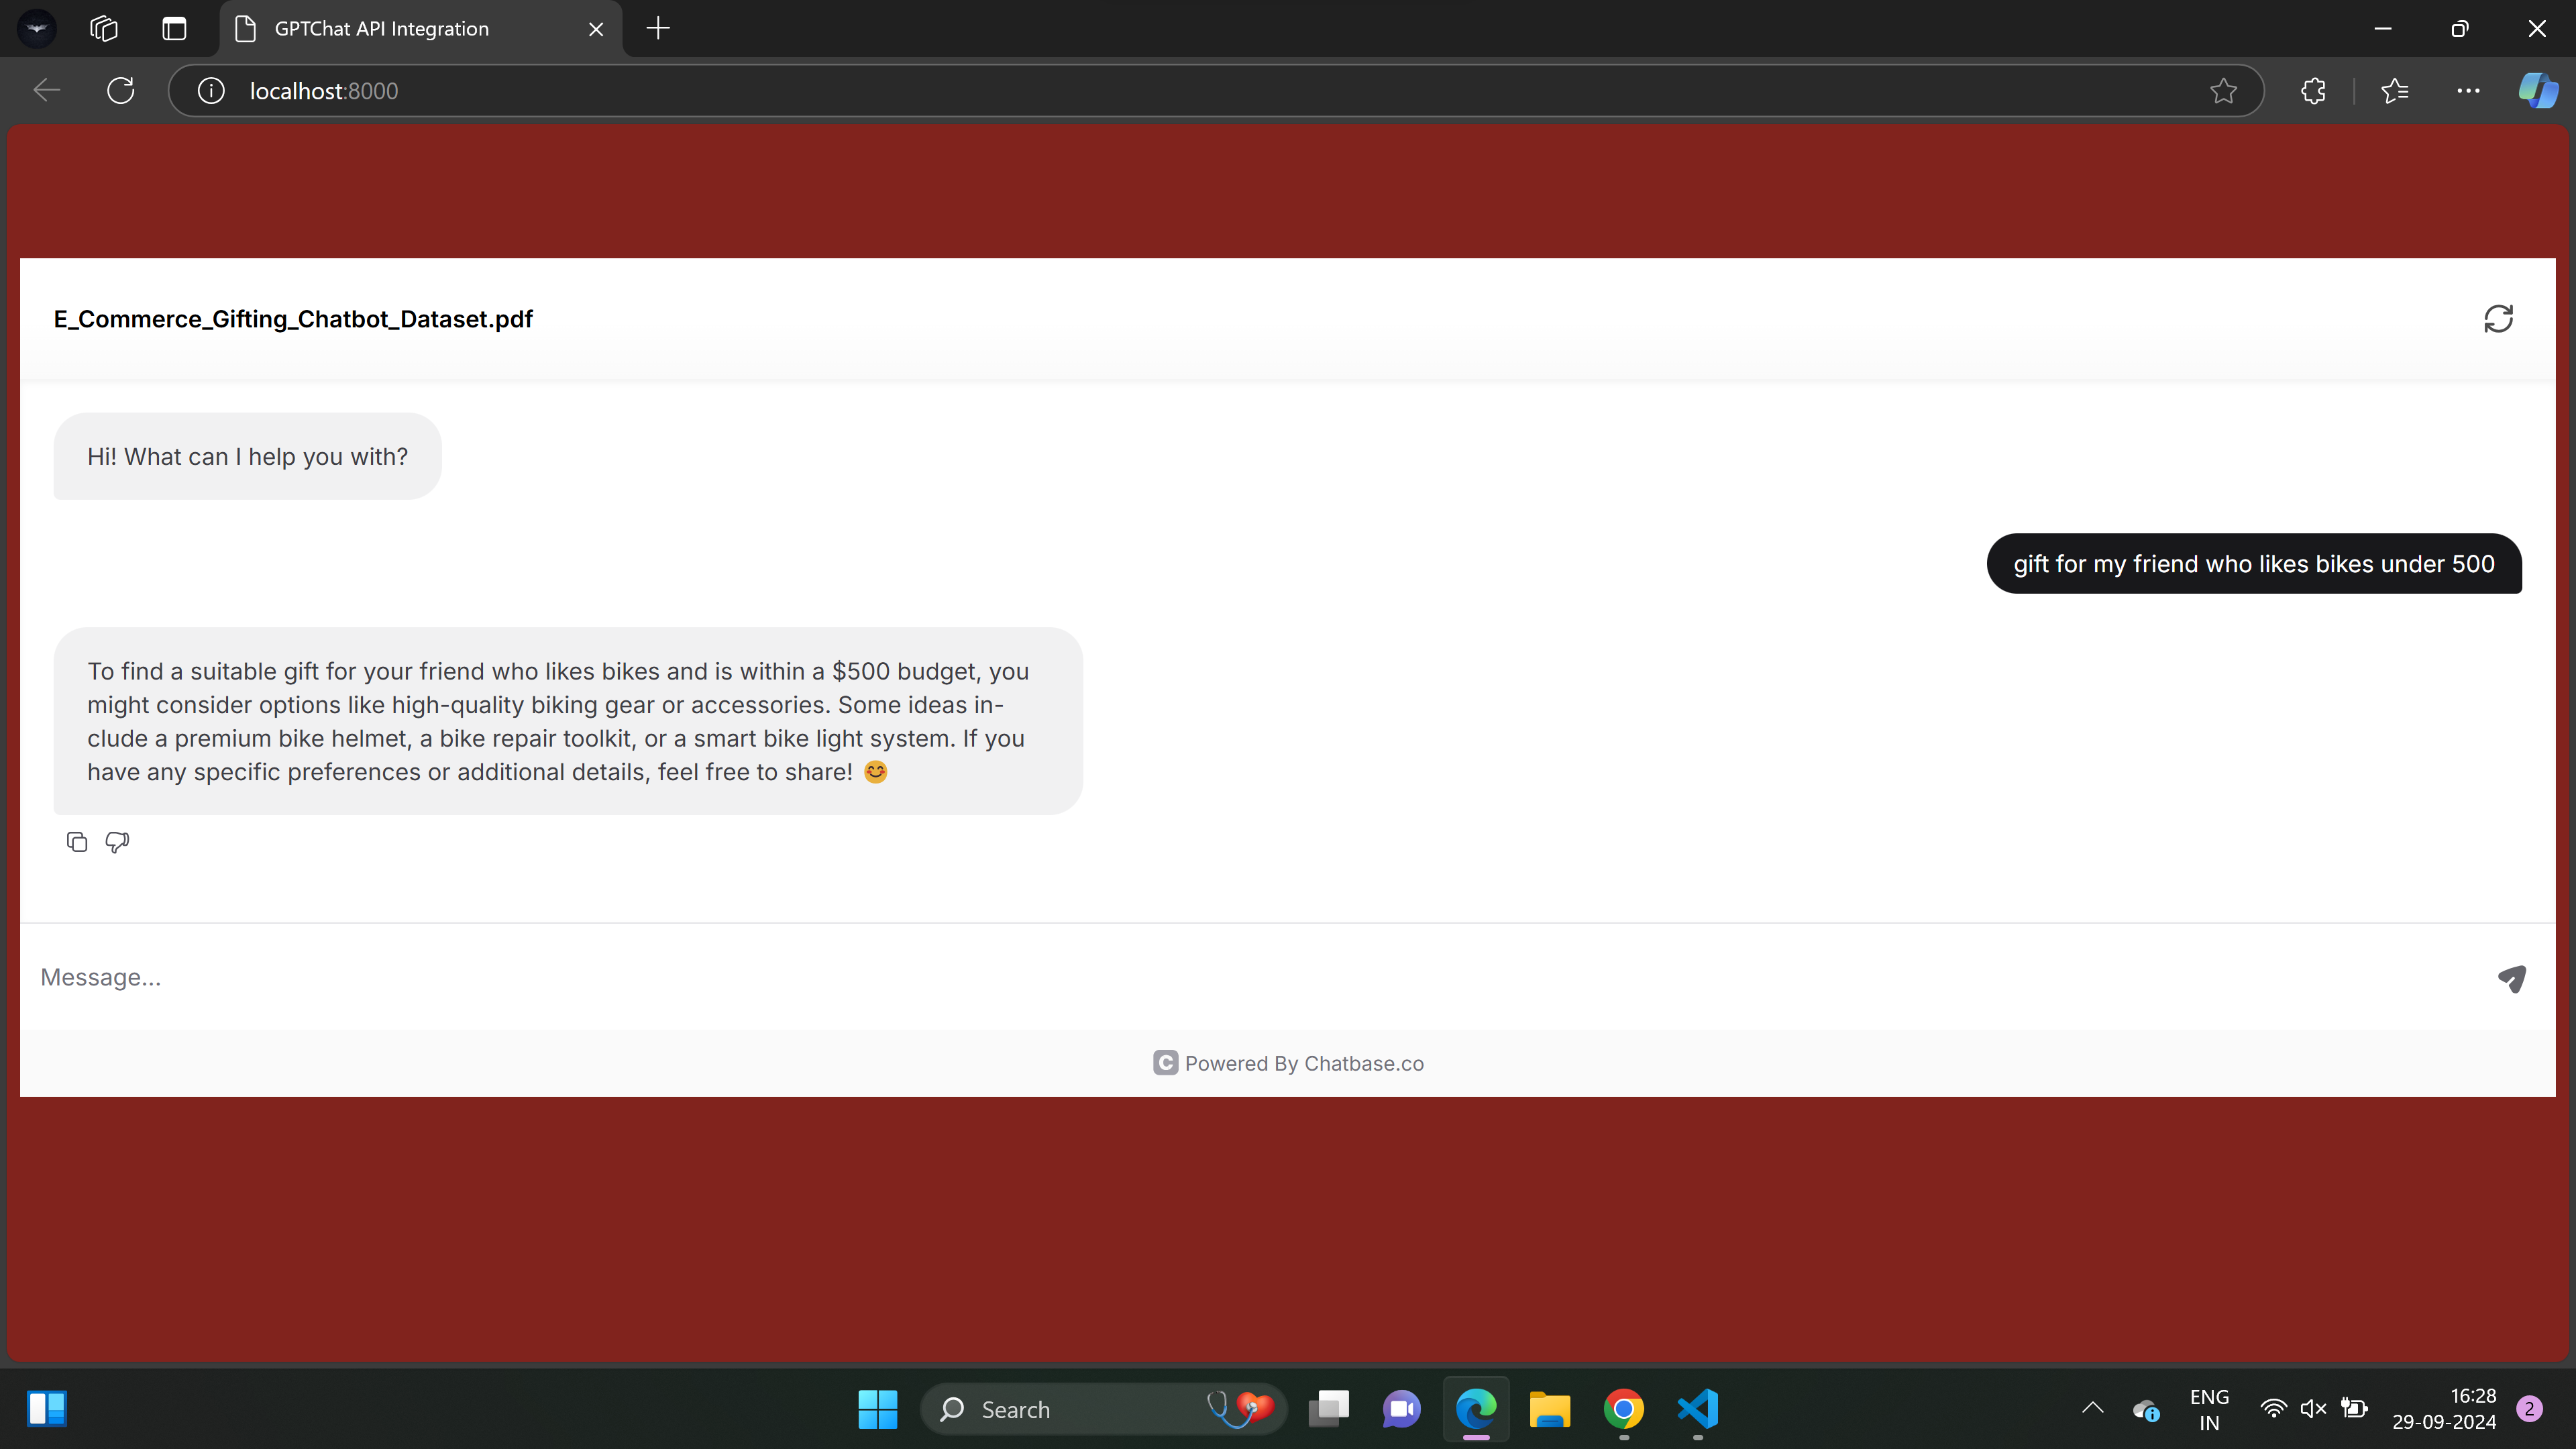 GPTChat API Integration
localhost:8000
E_Commerce_Gifting_Chatbot_Dataset.pdf
Hi! What can I help you with?
gift for my friend who likes bikes under 500
To find a suitable gift for your friend who likes bikes and is within a $500 budget, you
might consider options like high-quality biking gear or accessories. Some ideas in-
clude a premium bike helmet, a bike repair toolkit, or a smart bike light system. If you
have any specific preferences or additional details, feel free to share! 😊
Message...
C Powered By Chatbase.co
Search
ENG
IN
16:28
29-09-2024
2